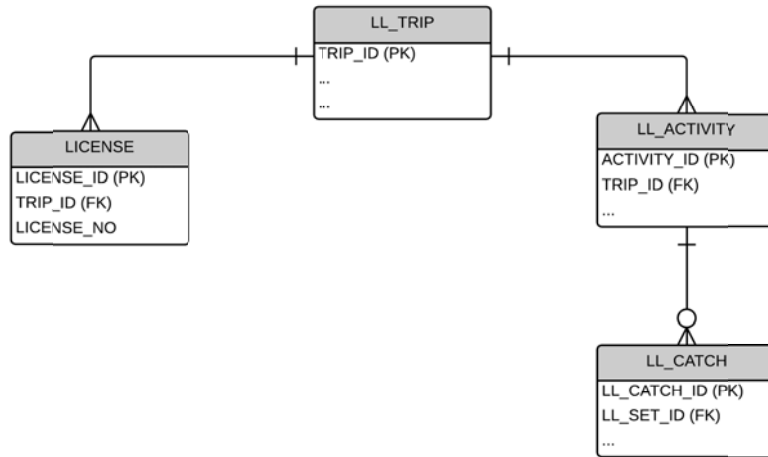 LL_TRIP
TRIP_ID (PK)
...
...
LICENSE
LICENSE_ID (PK)
TRIP_ID (FK)
LICENSE_NO
LL_ACTIVITY
ACTIVITY_ID (PK)
TRIP_ID (FK)
...
LL_CATCH
LL_CATCH_ID (PK)
LL_SET_ID (FK)
...